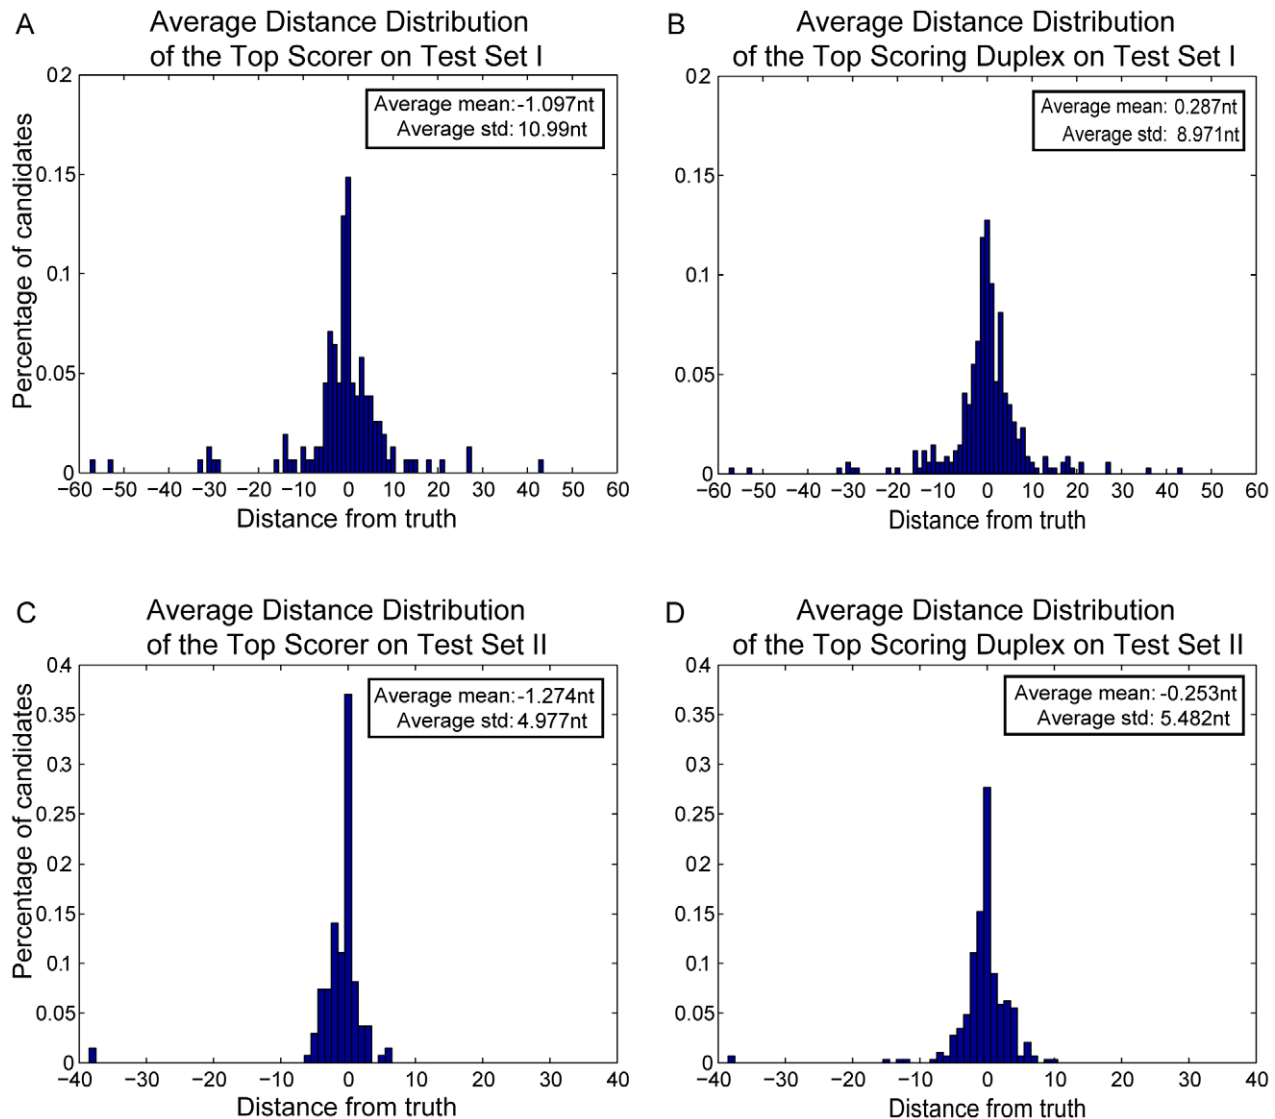 A
Average Distance Distribution
of the Top Scorer on Test Set I
Average mean:-1.097nt
Average std: 10.99nt
Percentage of candidates
0.2
0.15
0.1
0.05
0
−60 −50 −40 −30 −20 −10 0 10 20 30 40 50 60
Distance from truth
B
Average Distance Distribution
of the Top Scoring Duplex on Test Set I
Average mean: 0.287nt
Average std: 8.971nt
0.2
0.15
0.1
0.05
0
−60 −50 −40 −30 −20 −10 0 10 20 30 40 50 60
Distance from truth
C
Average Distance Distribution
of the Top Scorer on Test Set II
Average mean:-1.274nt
Average std: 4.977nt
Percentage of candidates
0.4
0.35
0.3
0.25
0.2
0.15
0.1
0.05
0
−40 −30 −20 −10 0 10 20 30 40
Distance from truth
D
Average Distance Distribution
of the Top Scoring Duplex on Test Set II
Average mean: -0.253nt
Average std: 5.482nt
0.4
0.35
0.3
0.25
0.2
0.15
0.1
0.05
0
−40 −30 −20 −10 0 10 20 30 40
Distance from truth